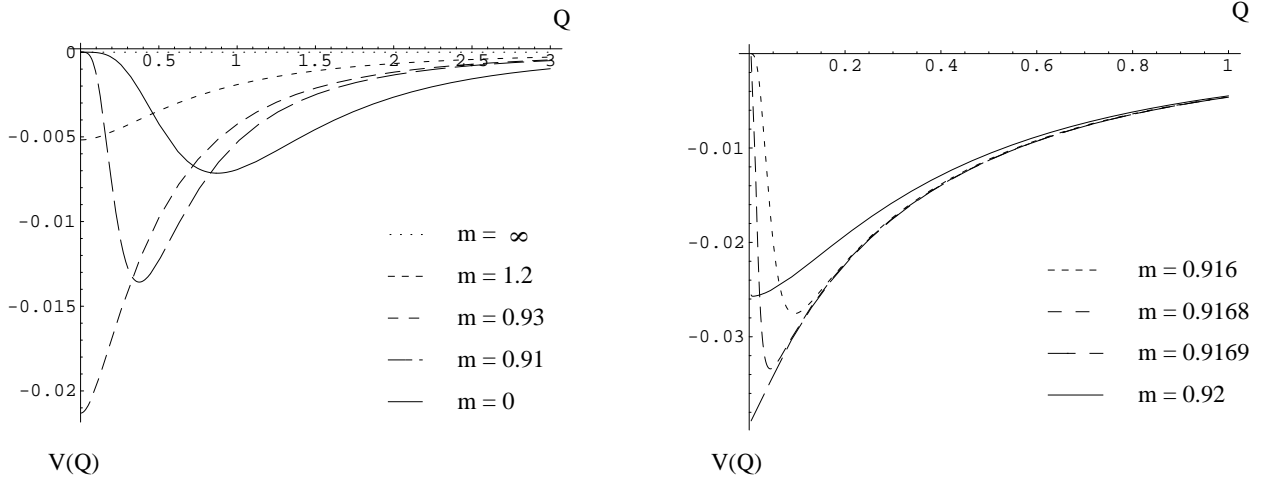 Q
0
0.5
1
1.5
2
2.5
3
-0.005
-0.01
-0.015
-0.02
m = ∞
m = 1.2
m = 0.93
m = 0.91
m = 0
V(Q)
Q
0.2
0.4
0.6
0.8
1
-0.01
-0.02
-0.03
m = 0.916
m = 0.9168
m = 0.9169
m = 0.92
V(Q)